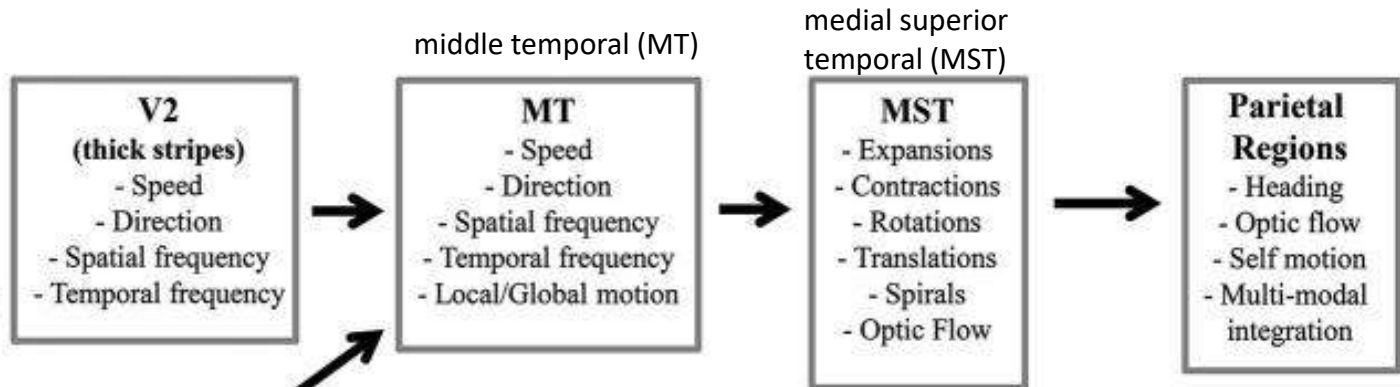 middle temporal (MT)
medial superior
temporal (MST)
V2
(thick stripes)
- Speed
- Direction
- Spatial frequency
- Temporal frequency
MT
- Speed
- Direction
- Spatial frequency
- Temporal frequency
- Local/Global motion
MST
- Expansions
- Contractions
- Rotations
- Translations
- Spirals
- Optic Flow
Parietal
Regions
- Heading
- Optic flow
- Self motion
- Multi-modal
integration